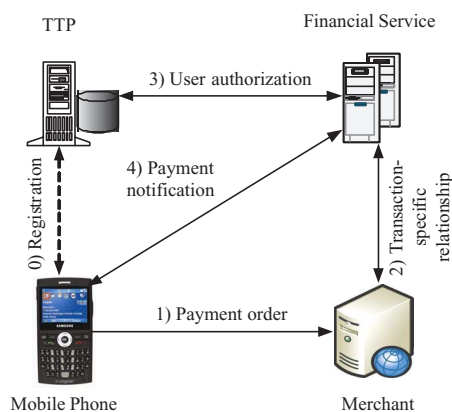 TTP
Financial Service
3) User authorization
4) Payment
notification
0) Registration
2) Transaction-
specific
relationship
SAMSUNG
1) Payment order
Mobile Phone
Merchant